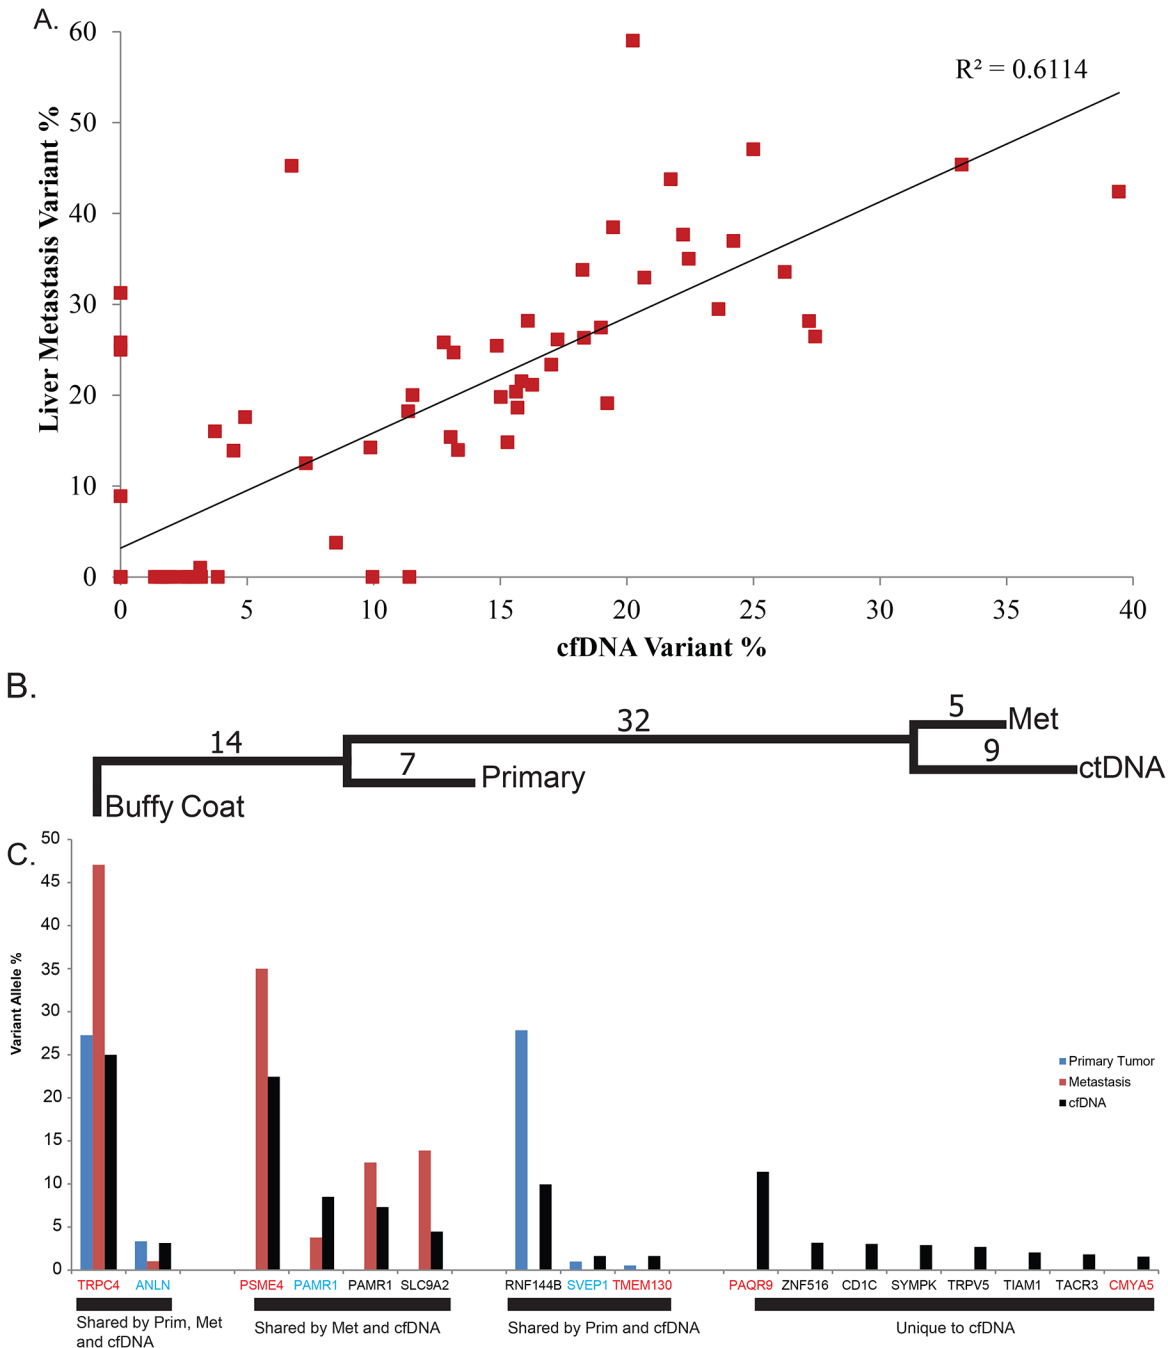 A.
R² = 0.6114
Liver Metastasis Variant %
60
50
40
30
20
10
0
0 5 10 15 20 25 30 35 40
cfDNA Variant %
B.
14
32
5
Met
7
Primary
9
ctDNA
Buffy Coat
C.
Variant Allele %
50
45
40
35
30
25
20
15
10
5
0
Primary Tumor
Metastasis
cfDNA
TRPC4 ANLN PSME4 PAMR1 PAMR1 SLC9A2 RNF144B SVEP1 TMEM130 PAQR9 ZNF516 CD1C SYMPK TRPV5 TIAM1 TACR3 CMYA5
Shared by Prim, Met
and cfDNA
Shared by Met and cfDNA
Shared by Prim and cfDNA
Unique to cfDNA